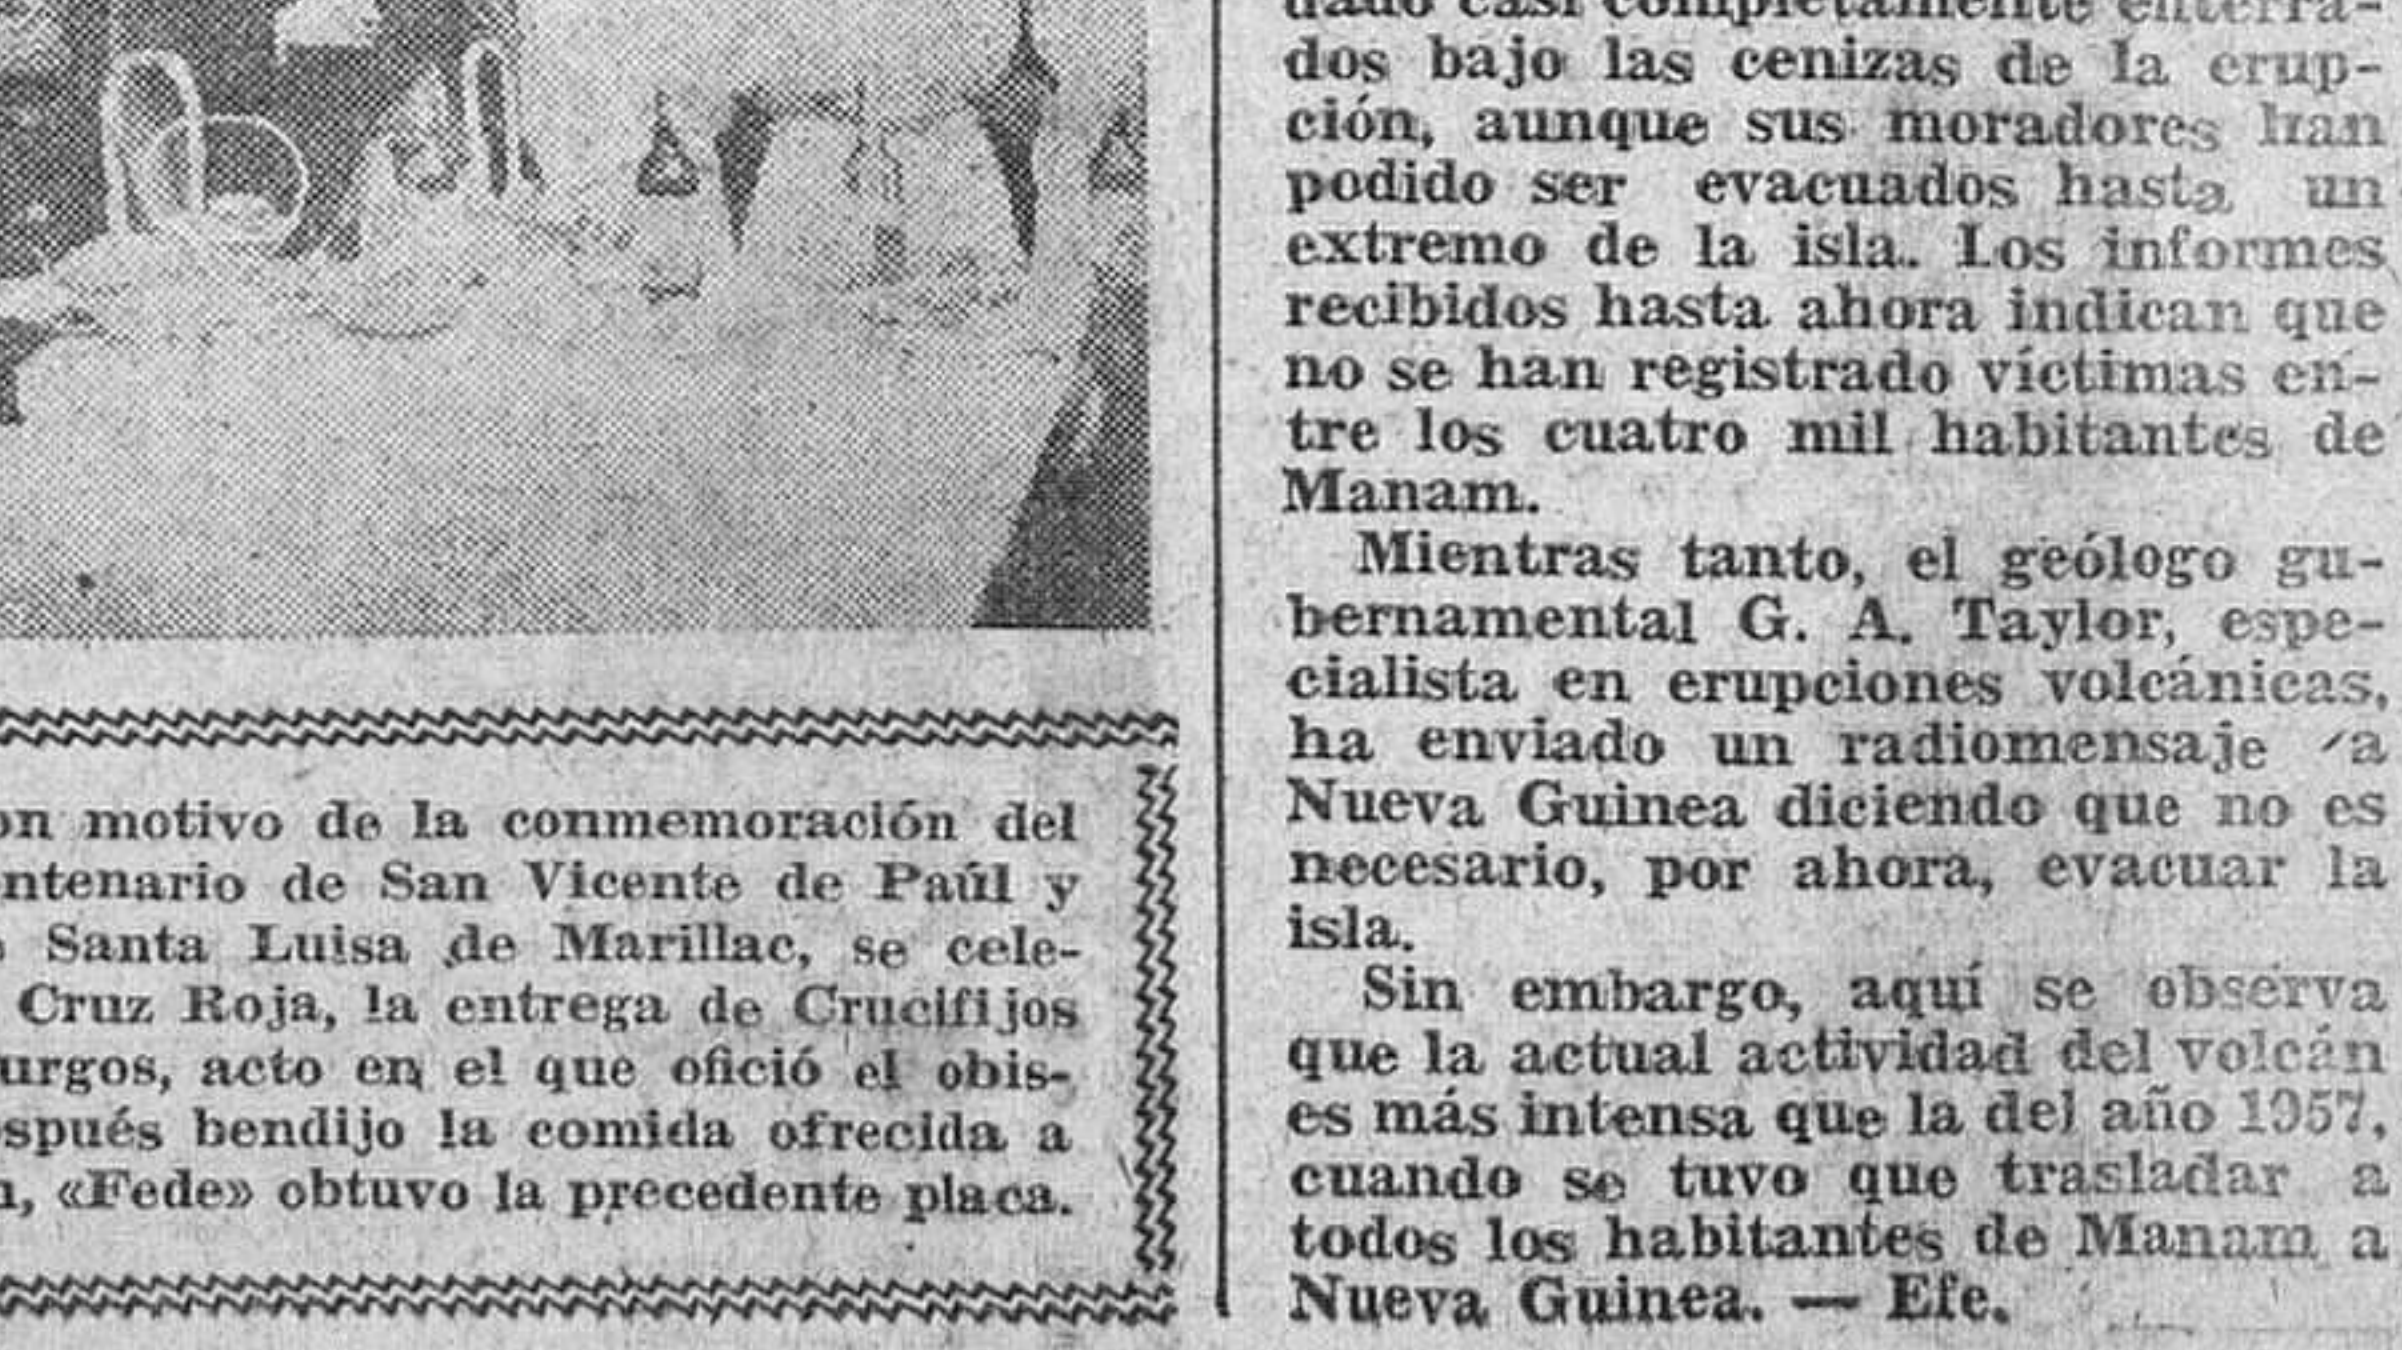 on motivo de la conmemoración del
ntenario de San Vicente de Paúl y
Santa Luisa de Marillac, se cele-
Cruz Roja, la entrega de Crucifijos
urgos, acto en el que ofició el obis-
spués bendijo la comida ofrecida a
n, «Fede» obtuvo la precedente placa.
dado casi completamente enterra-
dos bajo las cenizas de la erup-
ción, aunque sus moradores han
podido ser evacuados hasta un
extremo de la isla. Los informes
recibidos hasta ahora indican que
no se han registrado víctimas en-
tre los cuatro mil habitantes de
Manam.
Mientras tanto, el geólogo gu-
bernamental G. A. Taylor, espe-
cialista en erupciones volcánicas,
ha enviado un radiomensaje a
Nueva Guinea diciendo que no es
necesario, por ahora, evacuar la
isla.
Sin embargo, aquí se observa
que la actual actividad del volcán
es más intensa que la del año 1957,
cuando se tuvo que trasladar a
todos los habitantes de Manam a
Nueva Guinea. — Efe.